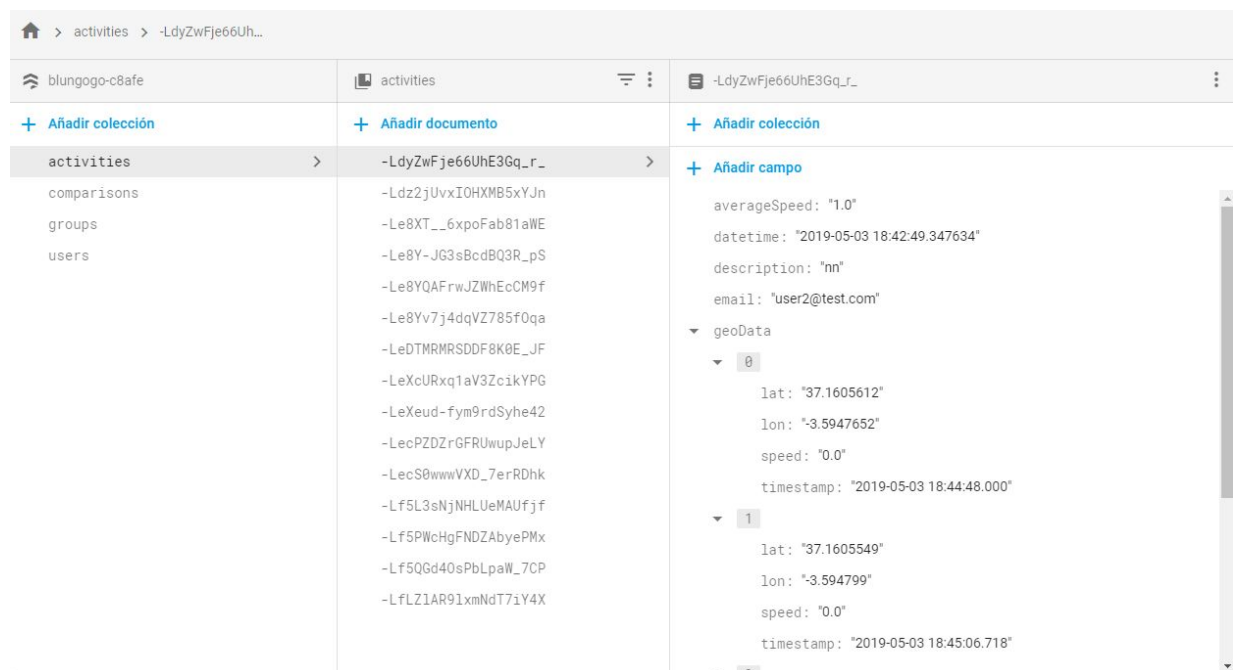 activities > -LdyZwFje66Uh...
blungogo-c8afe
Añadir colección
activities
comparisons
groups
users
activities
Añadir documento
-LdyZwFje66UhE3Gq_r_
-Ldz2jUvxIOHXMB5xYJn
-Le8XT__6xpoFab81aWE
-Le8Y-JG3sBcdBQ3R_pS
-Le8YQAFrwJZWhEcCM9f
-Le8Yv7j4dqVZ785fOqa
-LeDTMRMRSDDF8K0E_JF
-LeXcURxq1aV3ZcikYPG
-LeXeud-fym9rdSyhe42
-LecPZDZrGFRUwupJeLY
-LecS0wwwVXD_7erRDhk
-Lf5L3sNjNHLUeMAUfjf
-Lf5PWcHgFNDZAbyePMx
-Lf5QGd4OsPbLpaW_7CP
-LfLZlAR9lxmNdT7iY4X
-LdyZwFje66UhE3Gq_r_
Añadir colección
Añadir campo
averageSpeed: "1.0"
datetime: "2019-05-03 18:42:49.347634"
description: "nn"
email: "user2@test.com"
geoData
0
lat: "37.1605612"
lon: "-3.5947652"
speed: "0.0"
timestamp: "2019-05-03 18:44:48.000"
1
lat: "37.1605549"
lon: "-3.594799"
speed: "0.0"
timestamp: "2019-05-03 18:45:06.718"